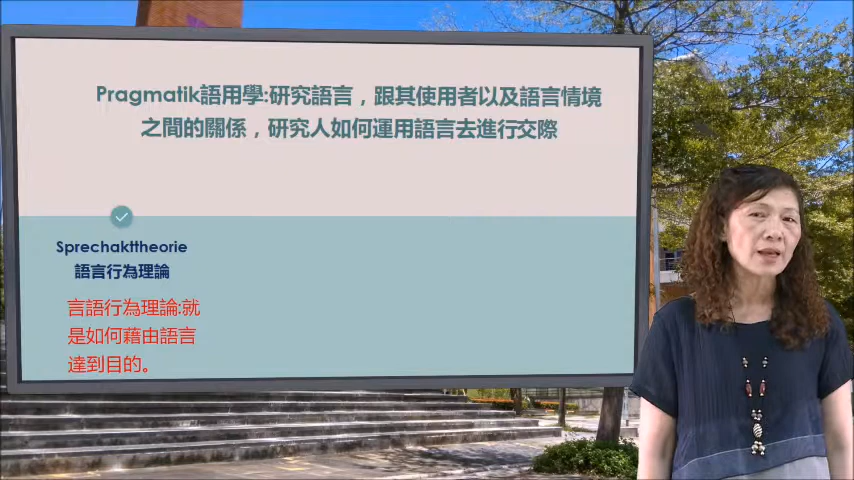 Pragmatik語用學:研究語言，跟其使用者以及語言情境
之間的關係，研究人如何運用語言去進行交際
Sprechakttheorie
語言行為理論
言語行為理論:就
是如何藉由語言
達到目的。